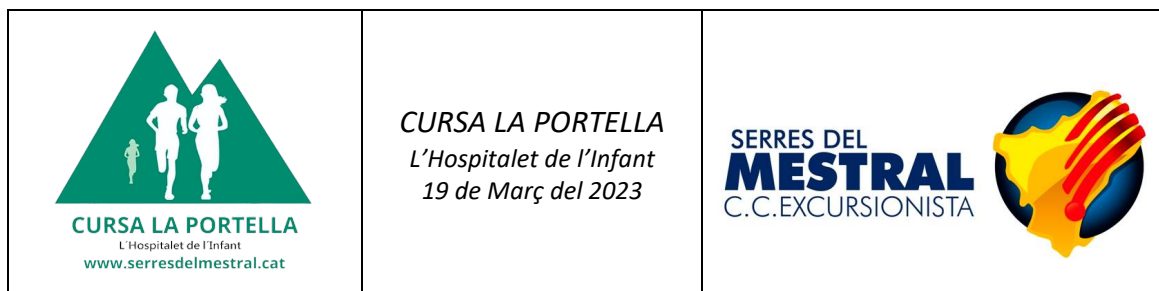 CURSA LA PORTELLA
L´Hospitalet de l´Infant
www.serresdelmestral.cat
CURSA LA PORTELLA
L’Hospitalet de l’Infant
19 de Març del 2023
SERRES DEL
MESTRAL
C.C.EXCURSIONISTA